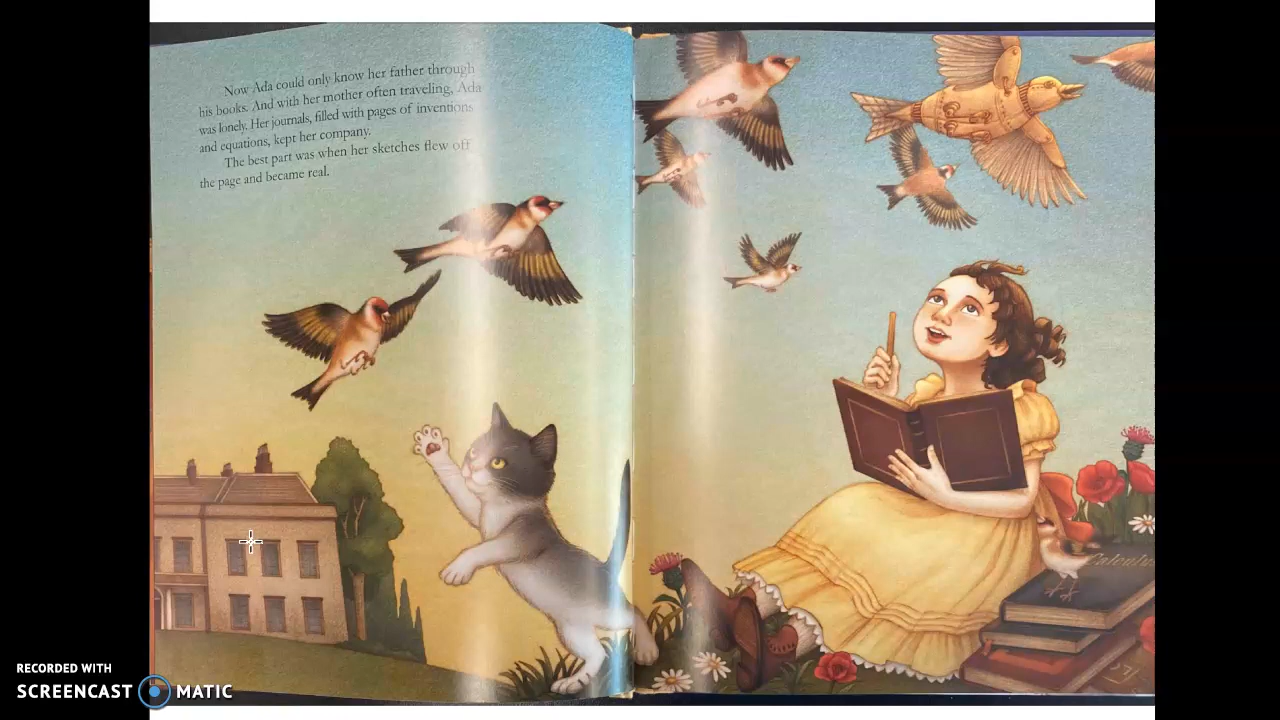 Now Ada could only know her father through
his books. And with her mother often traveling, Ada
was lonely. Her journals, filled with pages of inventions
and equations, kept her company.
The best part was when her sketches flew off
the page and became real.
Calculus
RECORDED WITH
SCREENCAST MATIC